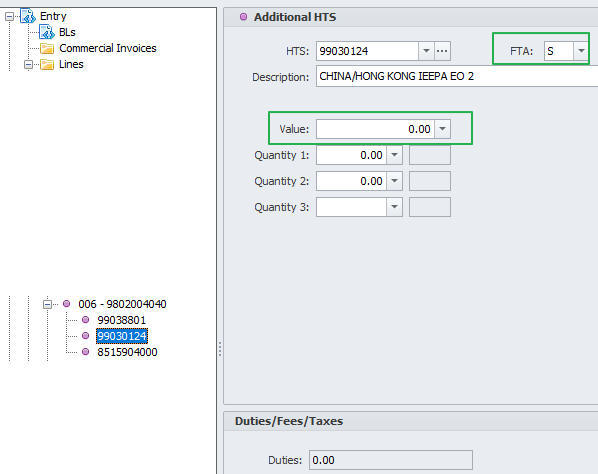 Entry
BLs
Commercial Invoices
Lines
006 - 9802004040
99038801
99030124
8515904000
Additional HTS
HTS: 99030124 FTA: S
Description: CHINA/HONG KONG IEEPA EO 2
Value: 0.00
Quantity 1: 0.00
Quantity 2: 0.00
Quantity 3:
Duties/Fees/Taxes
Duties: 0.00